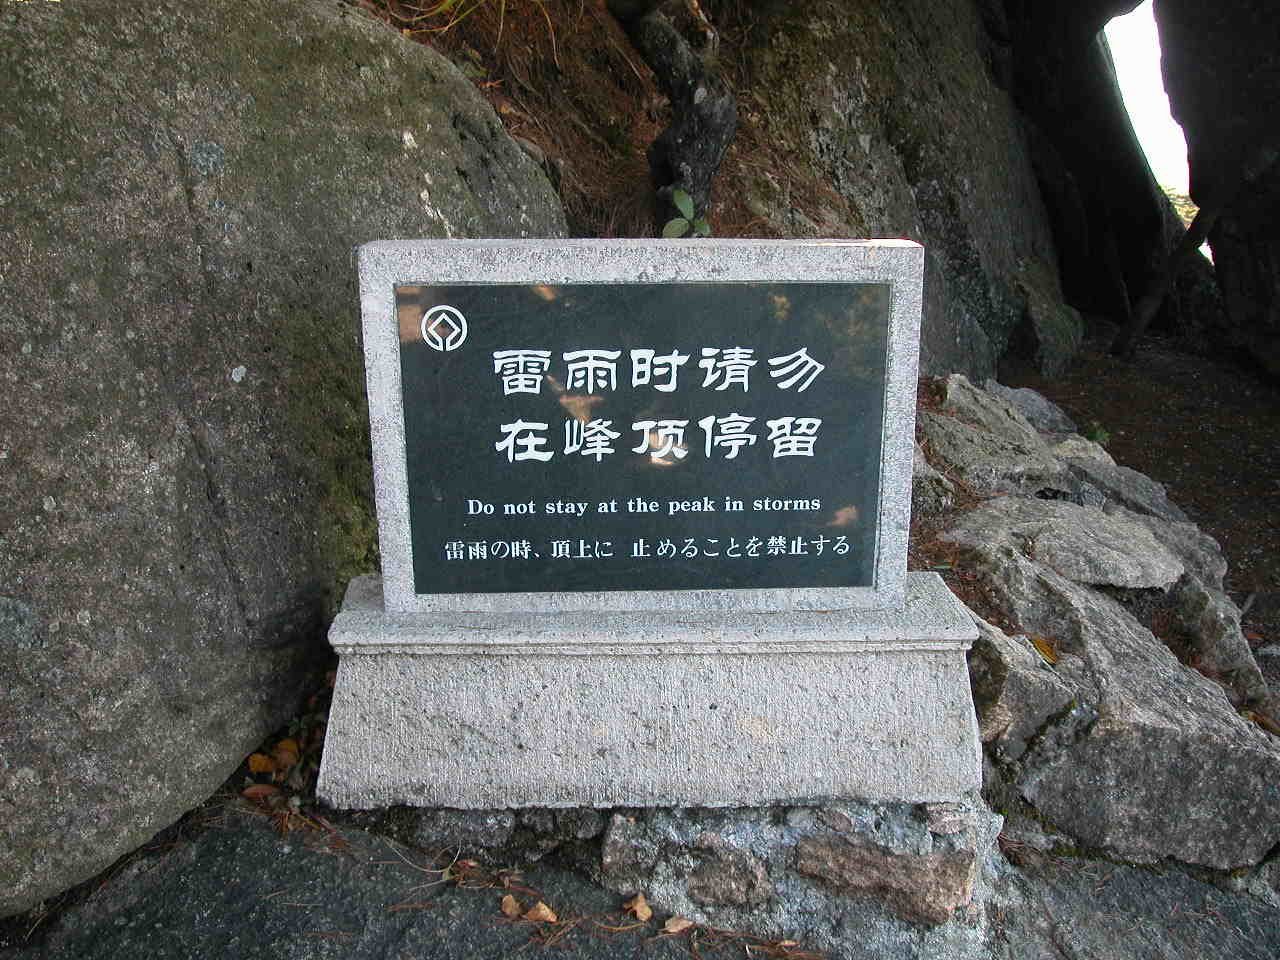 雷雨时请勿
在峰顶停留
Do not stay at the peak in storms
雷雨の時、頂上に 止めることを禁止する